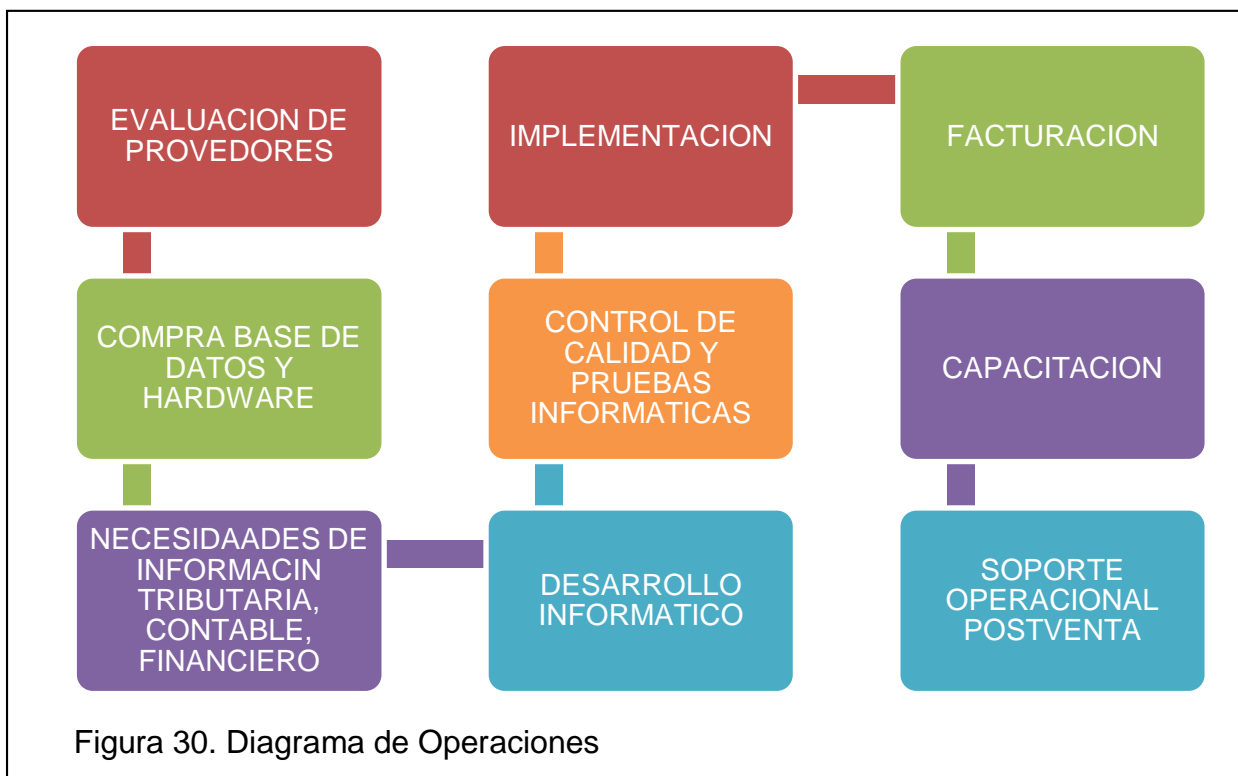 EVALUACION DE
PROVEDORES
COMPRA BASE DE
DATOS Y
HARDWARE
NECESIDAADES DE
INFORMACIN
TRIBUTARIA,
CONTABLE,
FINANCIERO
DESARROLLO
INFORMATICO
CONTROL DE
CALIDAD Y
PRUEBAS
INFORMATICAS
IMPLEMENTACION
FACTURACION
CAPACITACION
SOPORTE
OPERACIONAL
POSTVENTA
Figura 30. Diagrama de Operaciones